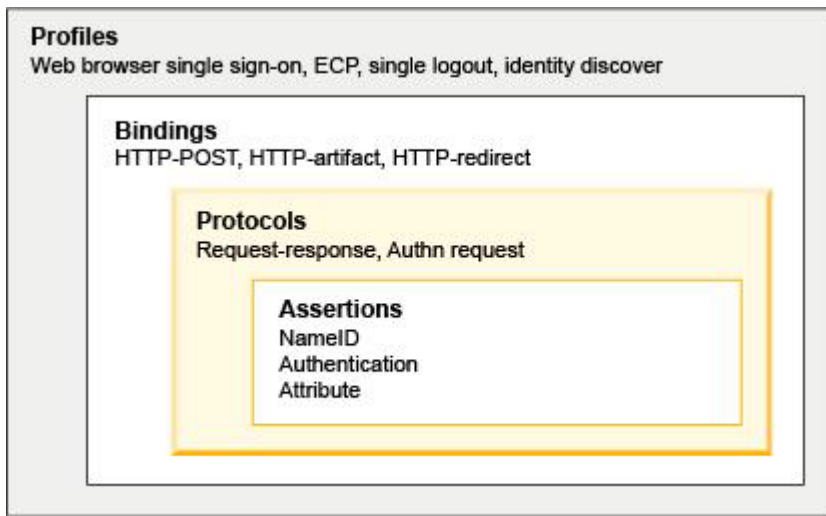 Profiles
Web browser single sign-on, ECP, single logout, identity discover
Bindings
HTTP-POST, HTTP-artifact, HTTP-redirect
Protocols
Request-response, Authn request
Assertions
NameID
Authentication
Attribute